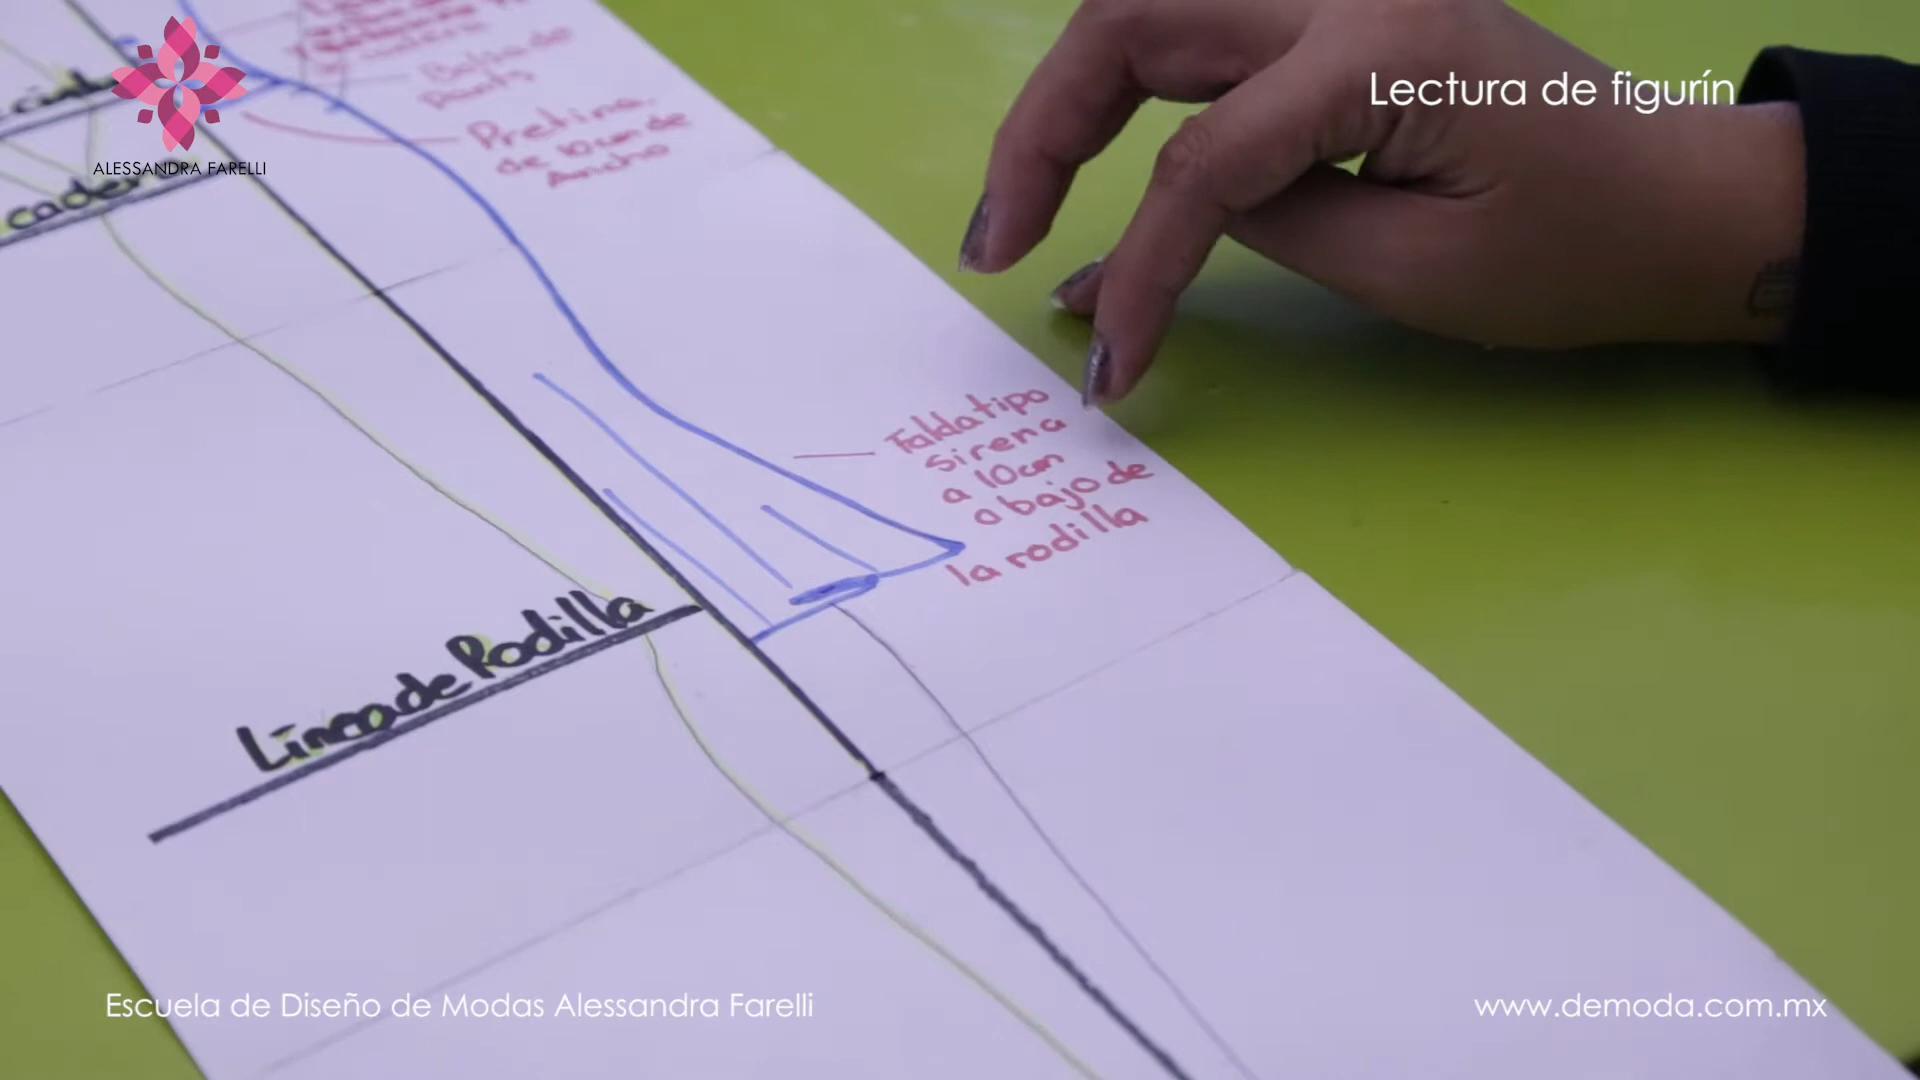 ALESSANDRA FARELLI
Lectura de figurín
Pretina
de 10cm de
Ancho
cader
Falda tipo
sirena
a 10cm
a bajo de
la rodilla
Línea de Rodilla
Escuela de Diseño de Modas Alessandra Farelli
www.demoda.com.mx